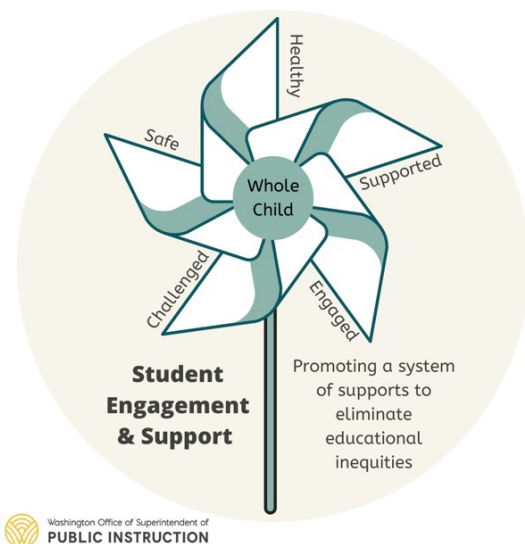 Healthy
Safe
Supported
Whole
Child
Challenged
Engaged
Student
Engagement
& Support
Promoting a system
of supports to
eliminate
educational
inequities
Washington Office of Superintendent of
PUBLIC INSTRUCTION